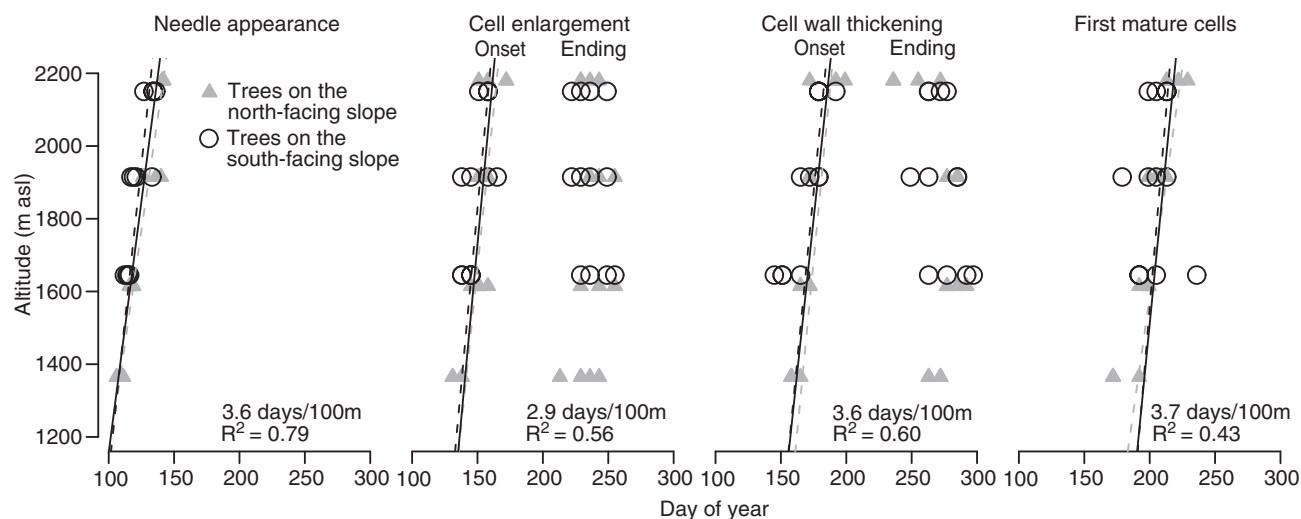 Needle appearance
Cell enlargement
Cell wall thickening
First mature cells
Onset Ending
Onset Ending
Altitude (m asl)
2200
2000
1800
1600
1400
1200
Trees on the
north-facing slope
Trees on the
south-facing slope
3.6 days/100m
R² = 0.79
2.9 days/100m
R² = 0.56
3.6 days/100m
R² = 0.60
3.7 days/100m
R² = 0.43
100 150 200 250 300
100 150 200 250 300
100 150 200 250 300
100 150 200 250 300
Day of year